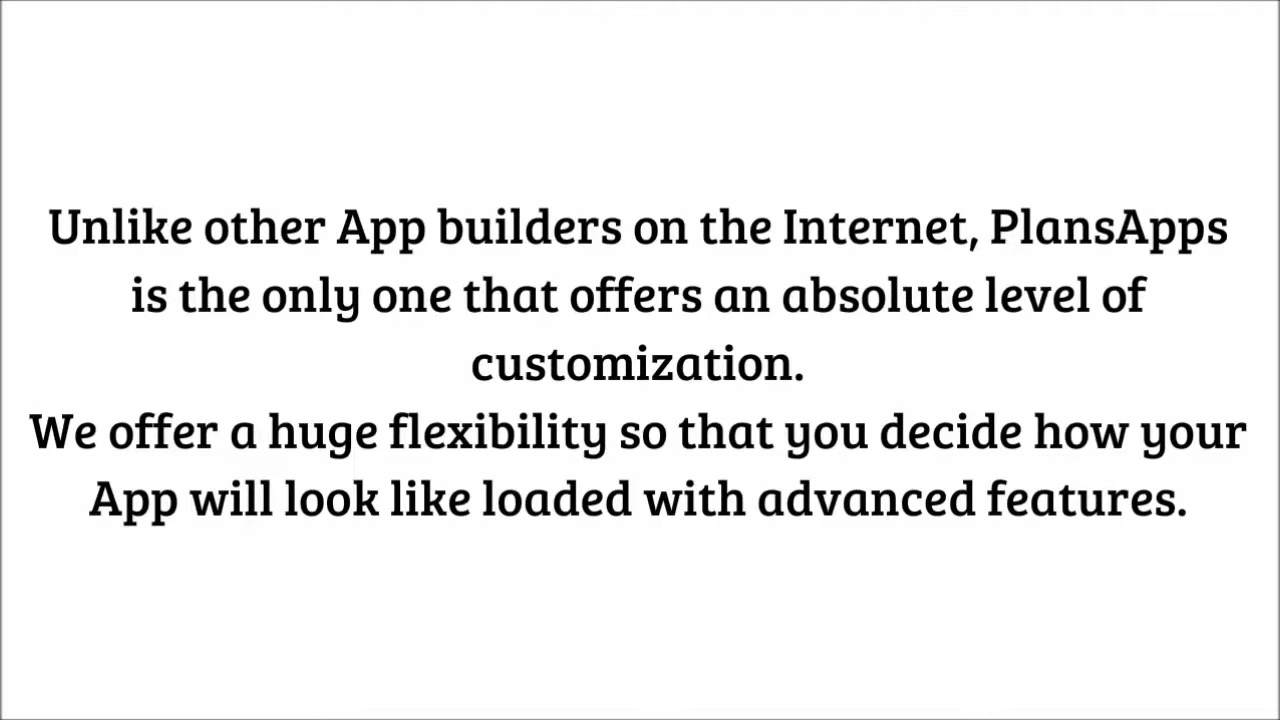 Unlike other App builders on the Internet, PlansApps
is the only one that offers an absolute level of
customization.
We offer a huge flexibility so that you decide how your
App will look like loaded with advanced features.